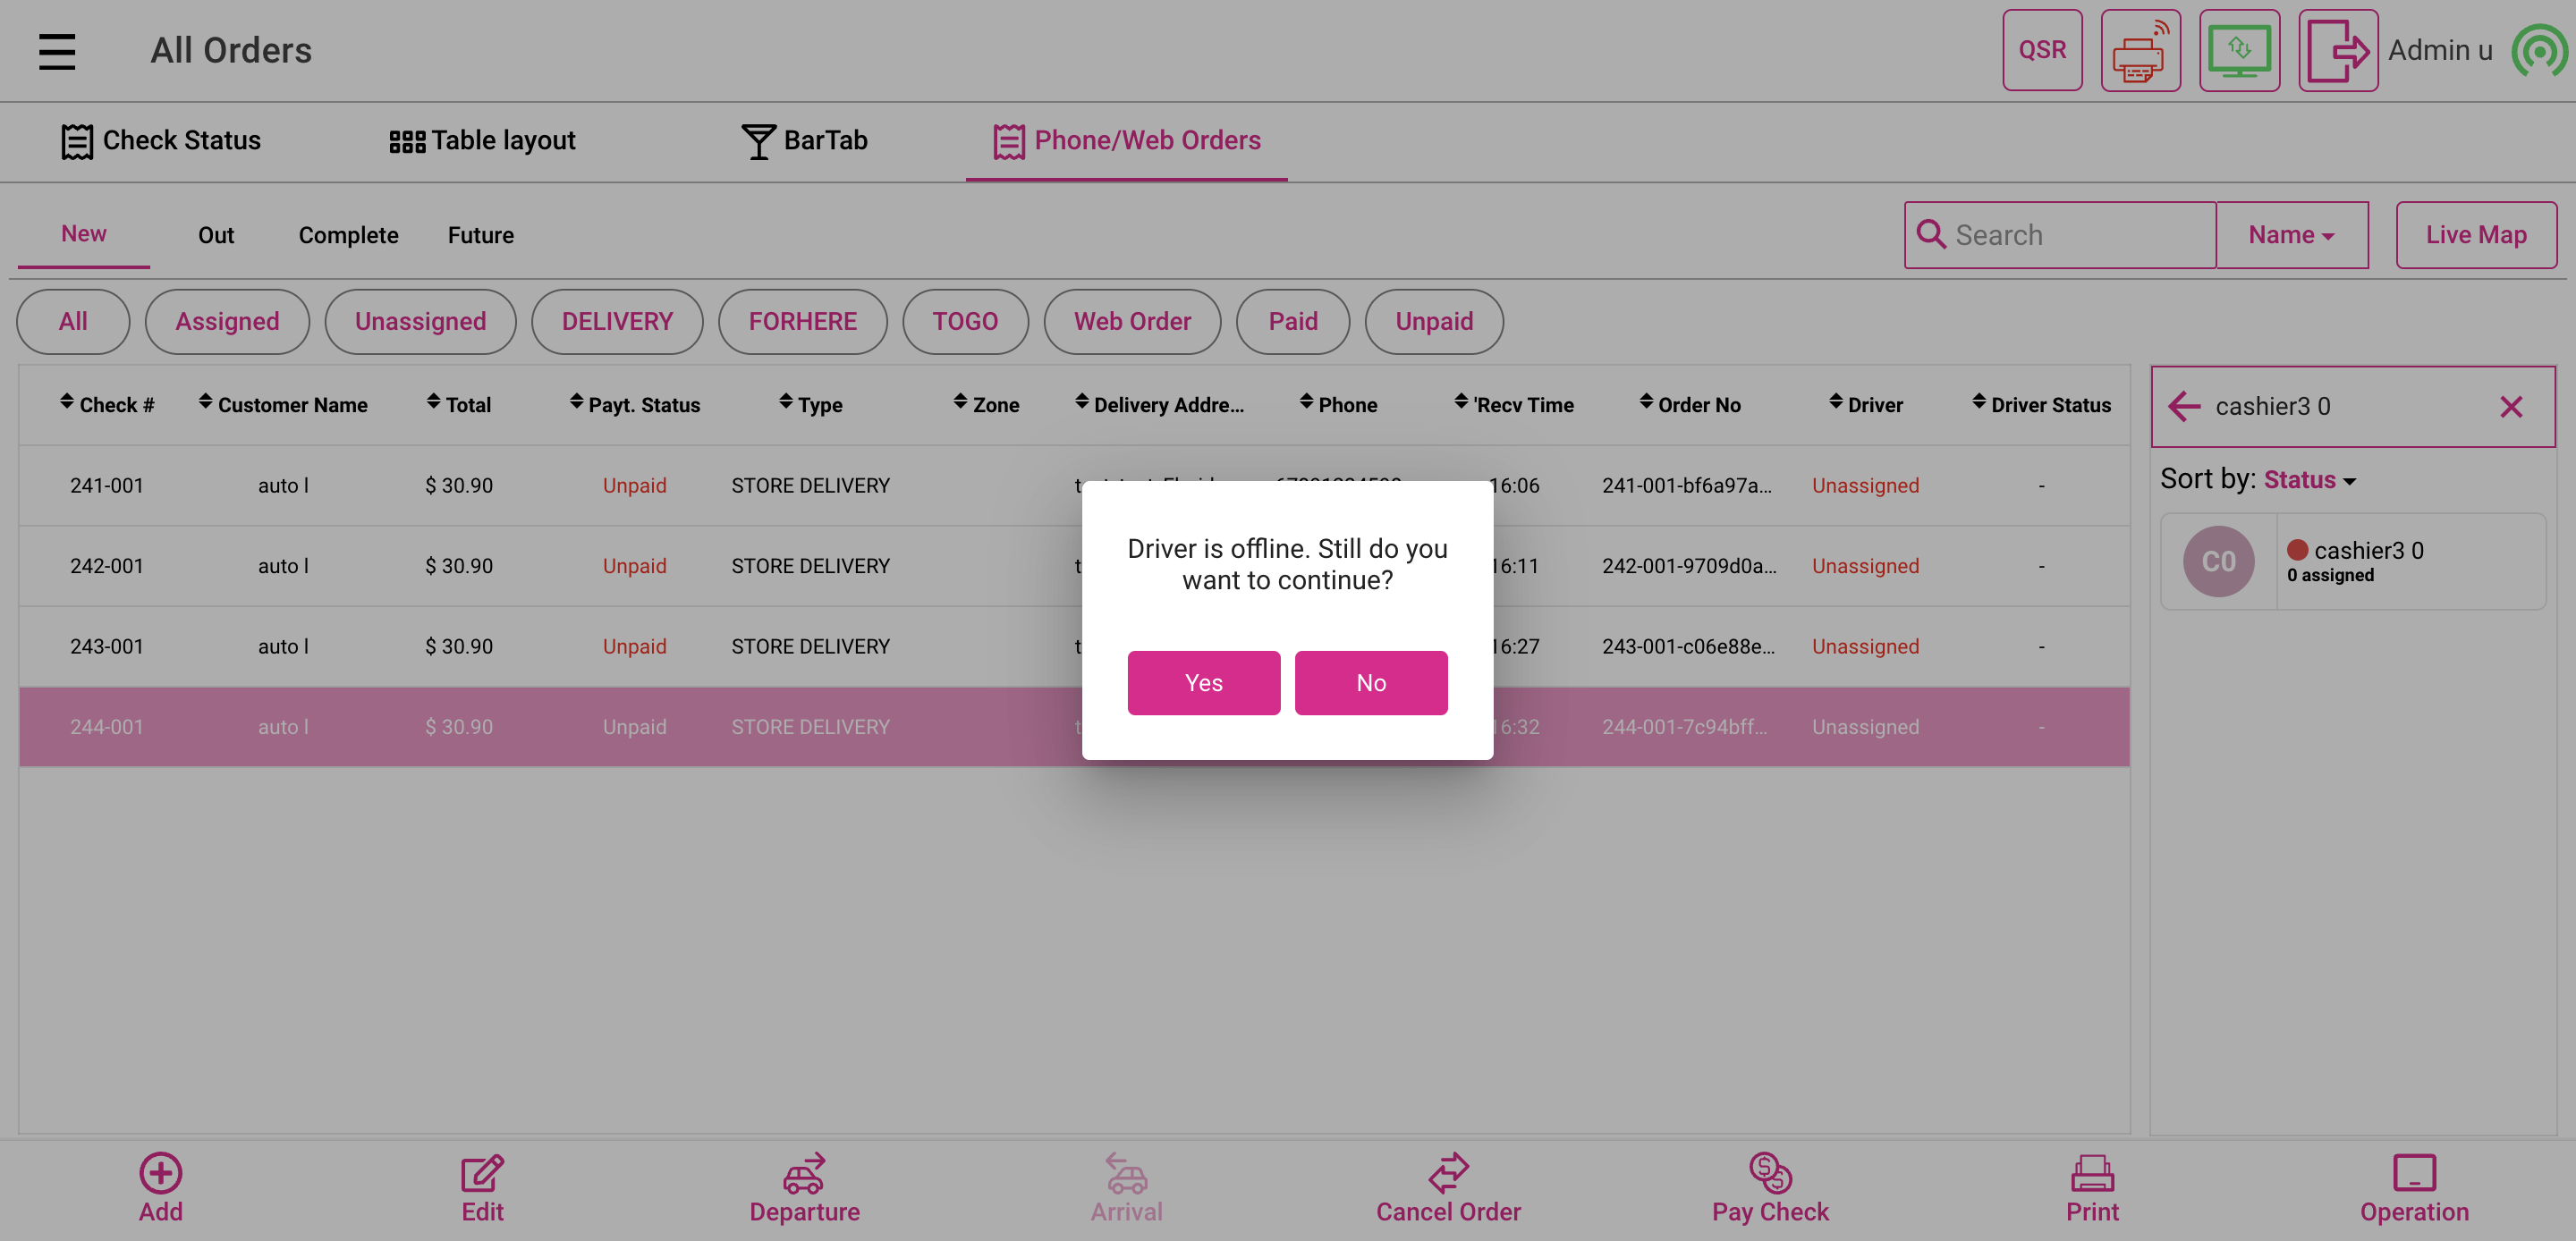 All Orders
QSR
Admin u
Check Status
Table layout
BarTab
Phone/Web Orders
New
Out
Complete
Future
Search
Name
Live Map
All
Assigned
Unassigned
DELIVERY
FORHERE
TOGO
Web Order
Paid
Unpaid
Check # Customer Name Total Payt. Status Type Zone Delivery Addre... Phone 'Recv Time Order No Driver Driver Status
241-001 auto l $ 30.90 Unpaid STORE DELIVERY 16:06 241-001-bf6a97a... Unassigned -
242-001 auto l $ 30.90 Unpaid STORE DELIVERY t 16:11 242-001-9709d0a... Unassigned -
243-001 auto l $ 30.90 Unpaid STORE DELIVERY t 16:27 243-001-c06e88e... Unassigned -
244-001 auto l $ 30.90 Unpaid STORE DELIVERY t 16:32 244-001-7c94bff... Unassigned -
cashier3 0
Sort by: Status
C0
cashier3 0
0 assigned
Driver is offline. Still do you
want to continue?
Yes
No
Add
Edit
Departure
Arrival
Cancel Order
Pay Check
Print
Operation